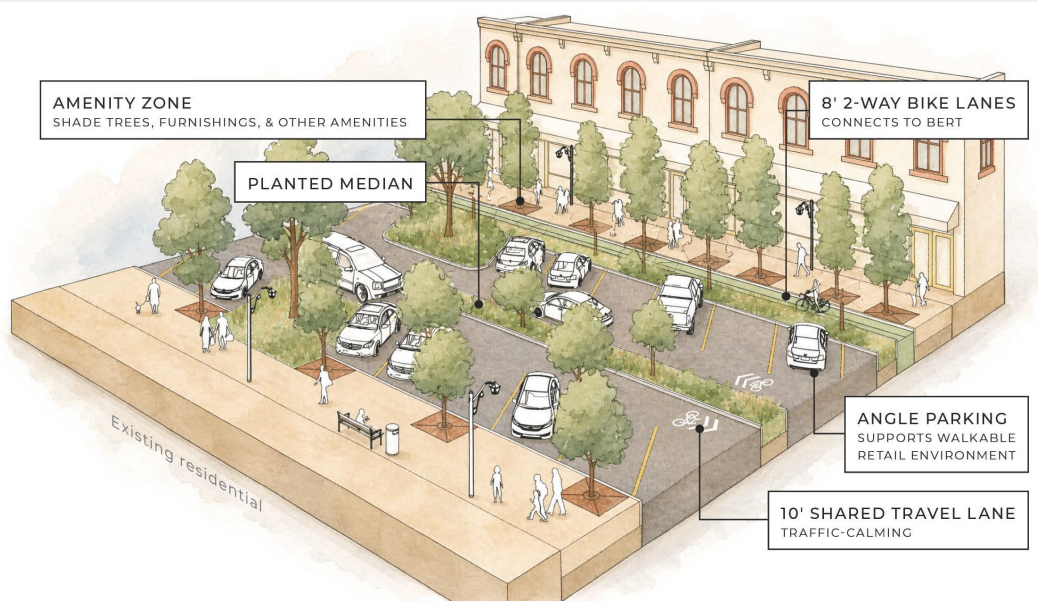 AMENITY ZONE
SHADE TREES, FURNISHINGS, & OTHER AMENITIES
8' 2-WAY BIKE LANES
CONNECTS TO BERT
PLANTED MEDIAN
ANGLE PARKING
SUPPORTS WALKABLE
RETAIL ENVIRONMENT
Existing residential
10' SHARED TRAVEL LANE
TRAFFIC-CALMING